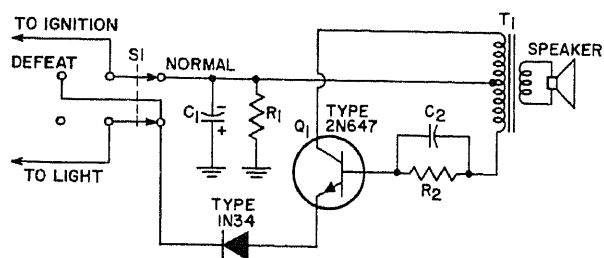 TO IGNITION
DEFEAT
S1
NORMAL
T1
SPEAKER
C1
R1
Q1
TYPE
2N647
C2
R2
TO LIGHT
TYPE
1N34